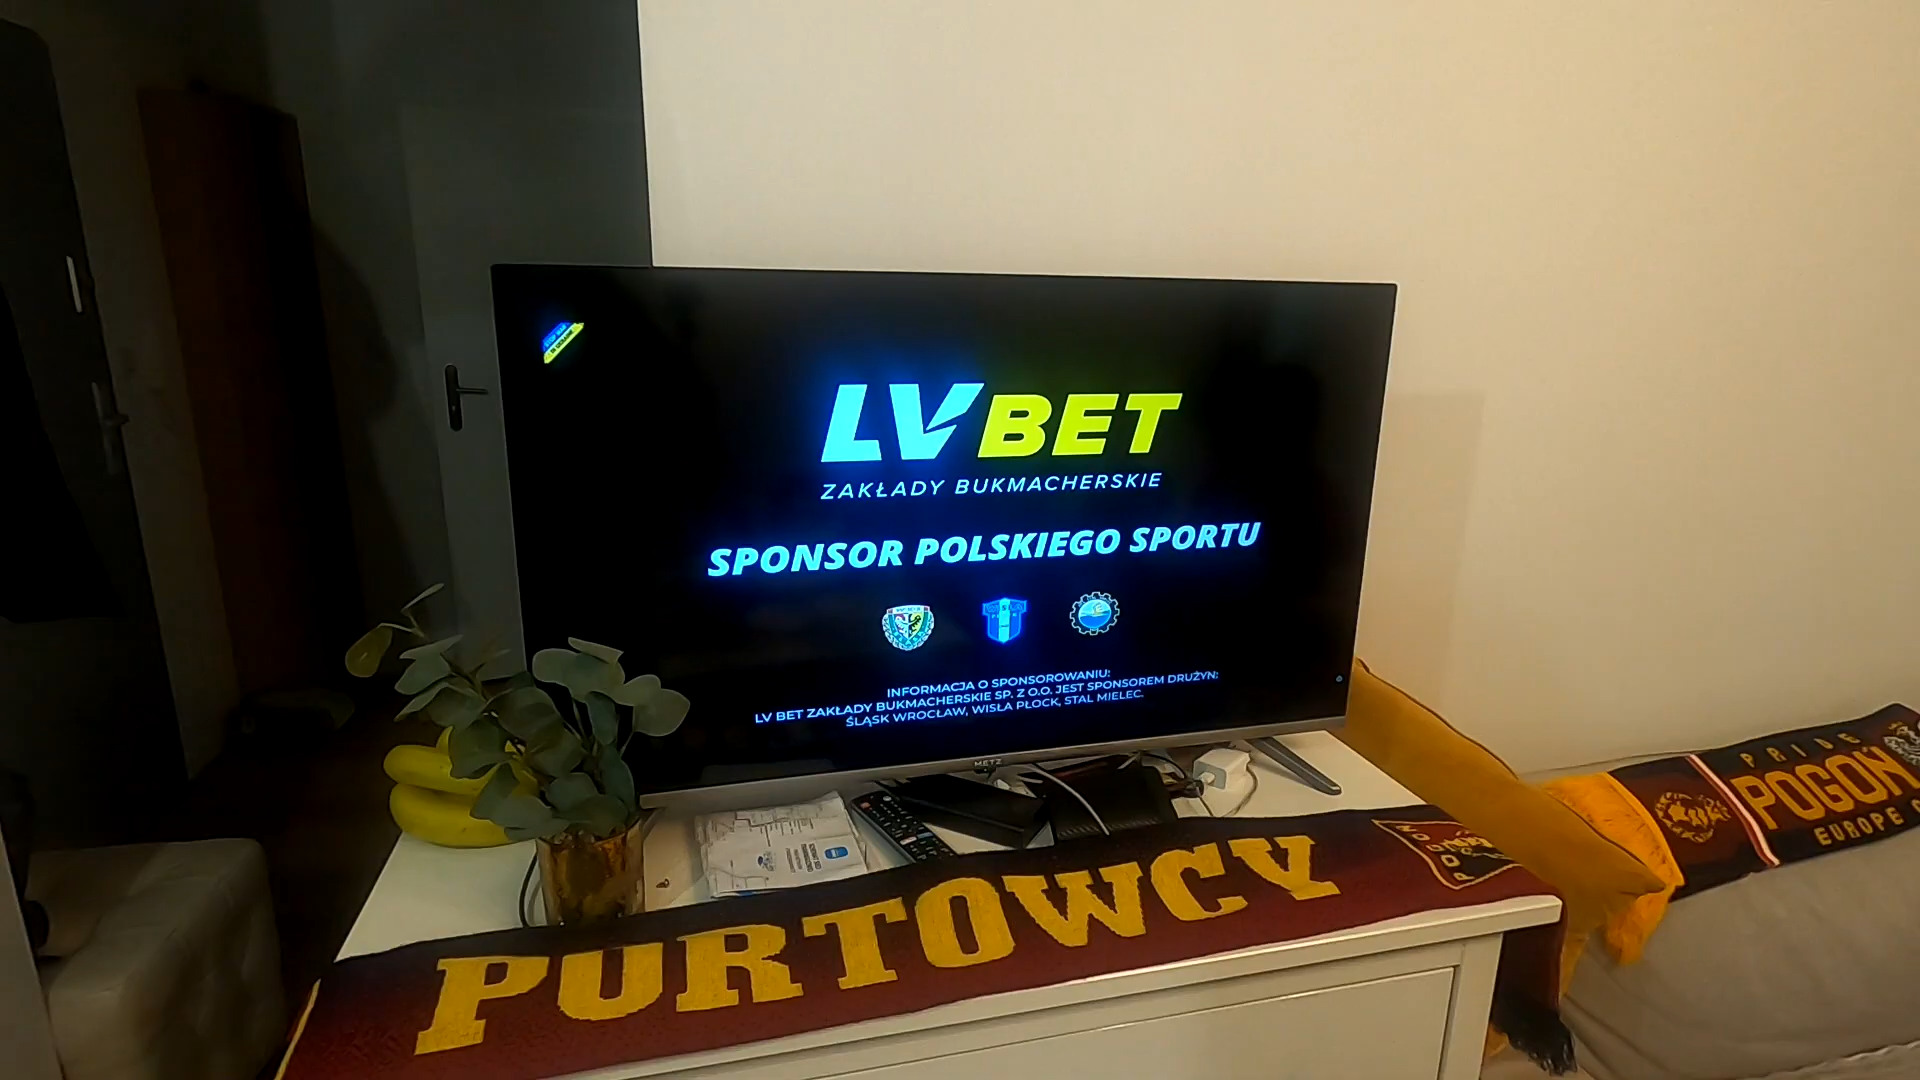 LV BET
ZAKŁADY BUKMACHERSKIE
SPONSOR POLSKIEGO SPORTU
INFORMACJA O SPONSOROWANIU:
LV BET ZAKŁADY BUKMACHERSKIE SP. Z O.O. JEST SPONSOREM DRUŻYN:
ŚLĄSK WROCŁAW, WISŁA PŁOCK, STAL MIELEC.
METZ
PORTOWCY
PRIDE
POGOŃ
EUROPE